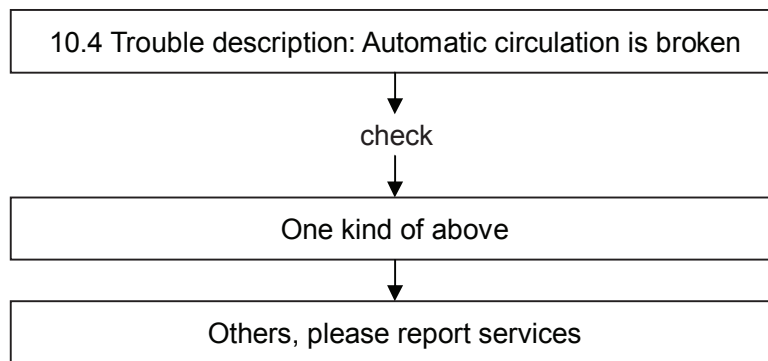 10.4 Trouble description: Automatic circulation is broken
check
One kind of above
Others, please report services